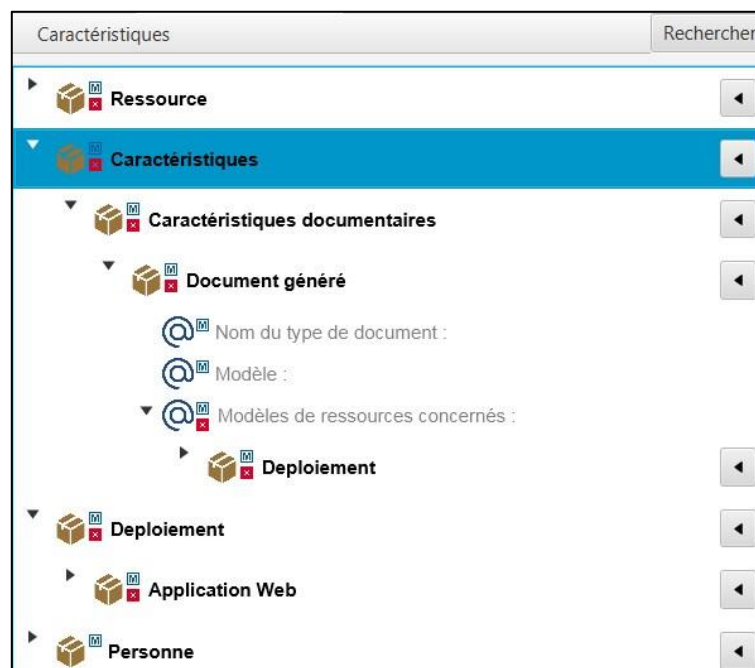 Caractéristiques Rechercher
M
Ressource
M
Caractéristiques
M
Caractéristiques documentaires
M
Document généré
@ M Nom du type de document :
@ M Modèle :
@ M Modèles de ressources concernés :
M
Deploiement
M
Deploiement
M
Application Web
M
Personne